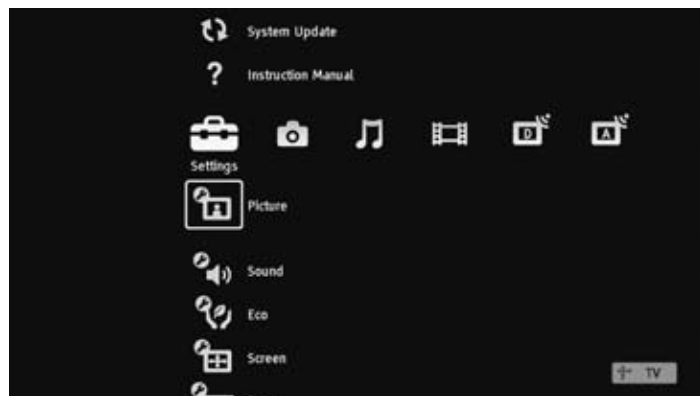 System Update
? Instruction Manual
D
A
Settings
Picture
Sound
Eco
Screen
TV